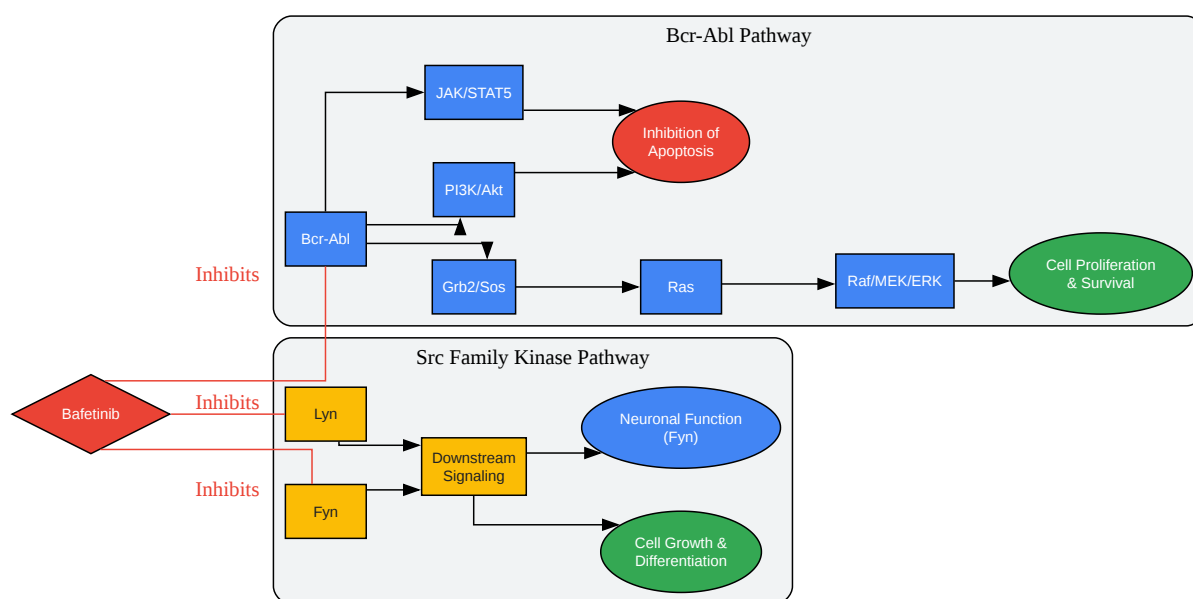 Bcr-Abl Pathway
JAK/STAT5
Inhibition of
Apoptosis
PI3K/Akt
Bcr-Abl
Inhibits
Grb2/Sos
Ras
Raf/MEK/ERK
Cell Proliferation
& Survival
Src Family Kinase Pathway
Bafetinib
Inhibits
Lyn
Neuronal Function
(Fyn)
Downstream
Signaling
Inhibits
Fyn
Cell Growth &
Differentiation